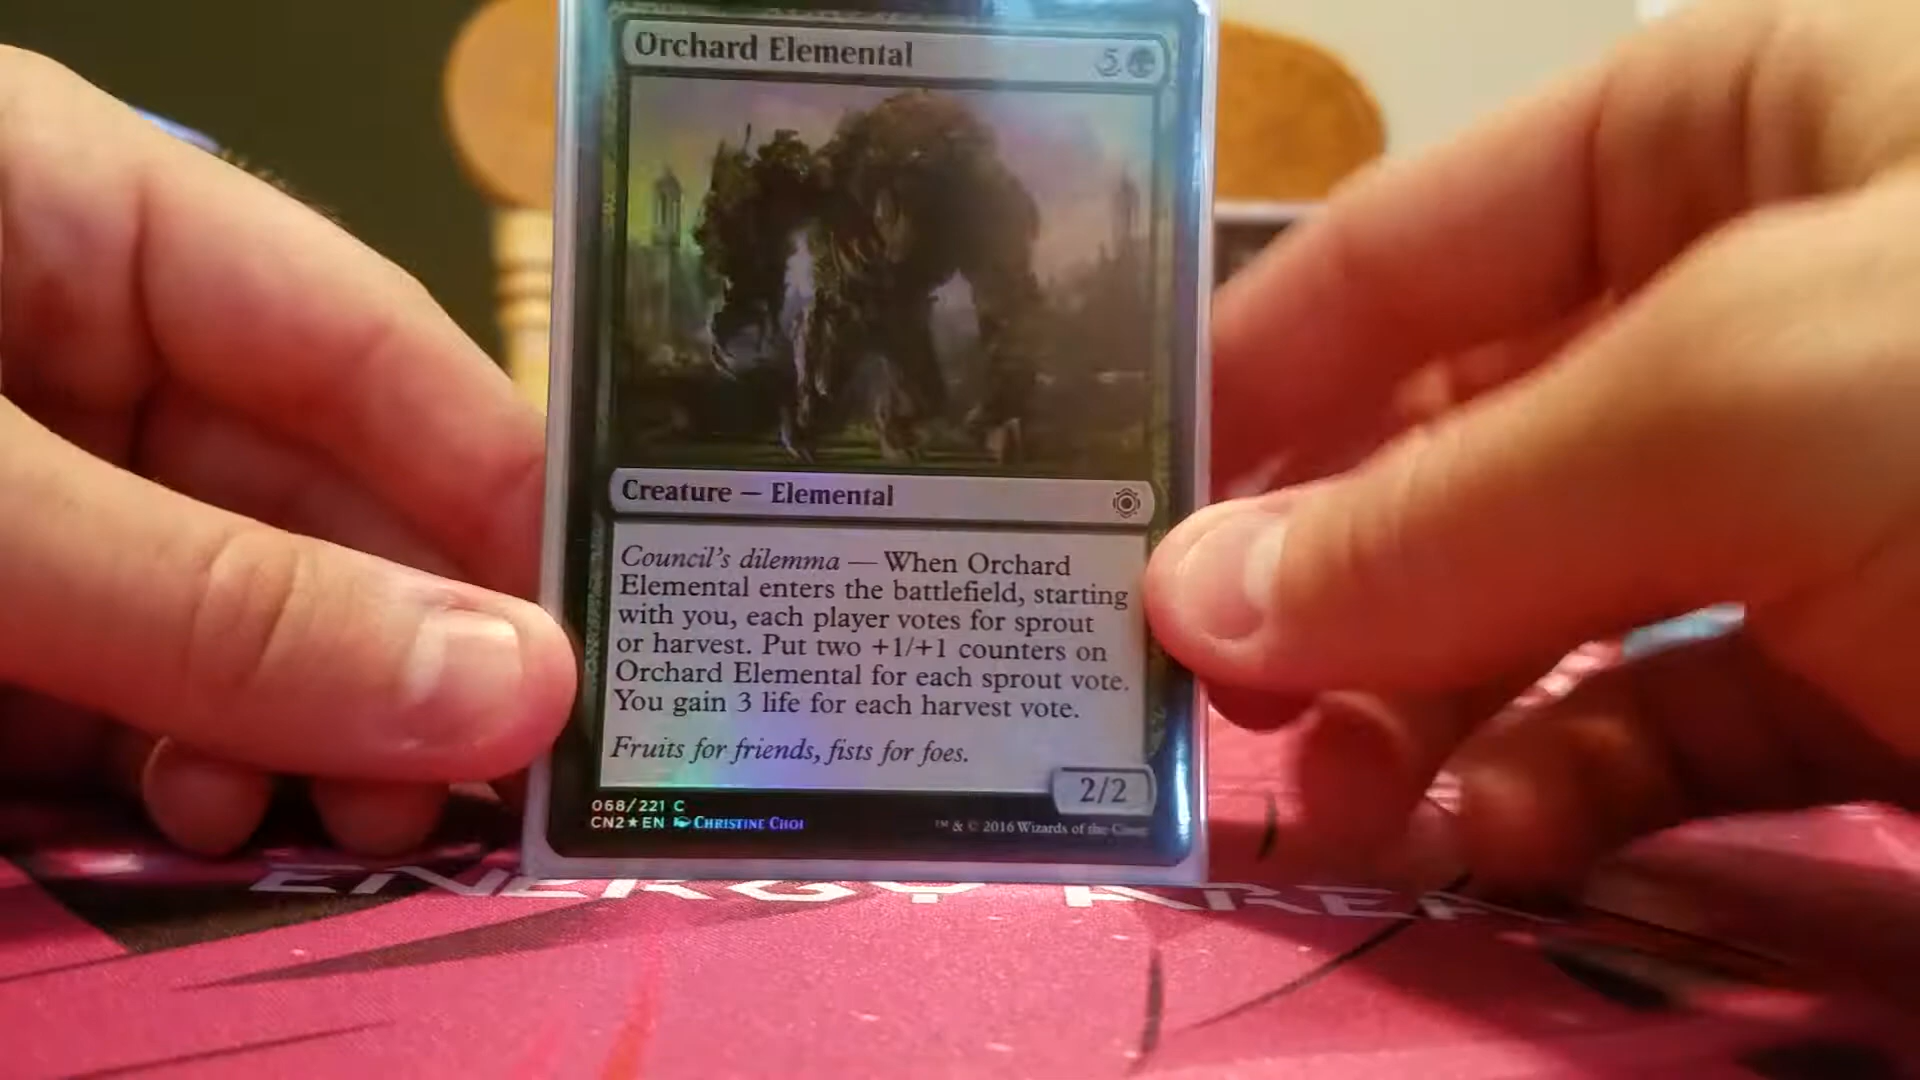 Orchard Elemental 5
Creature — Elemental
Council's dilemma — When Orchard
Elemental enters the battlefield, starting
with you, each player votes for sprout
or harvest. Put two +1/+1 counters on
Orchard Elemental for each sprout vote.
You gain 3 life for each harvest vote.
Fruits for friends, fists for foes.
2/2
068/221 C
CN2★EN CHRISTINE CHOI
™ & © 2016 Wizards of the Coast
ENERGY AREA